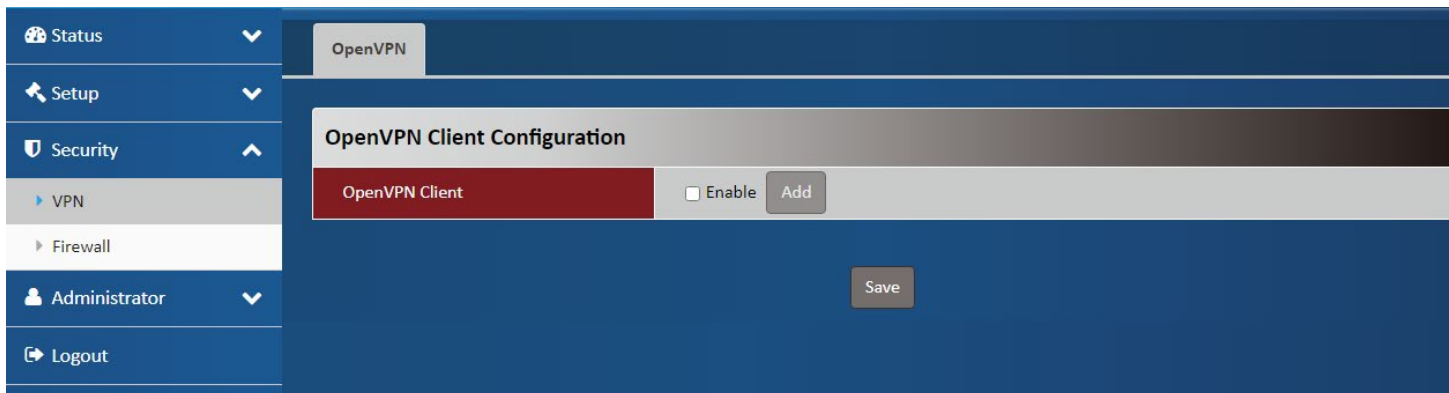 Status
Setup
Security
VPN
Firewall
Administrator
Logout
OpenVPN
OpenVPN Client Configuration
OpenVPN Client Enable Add
Save